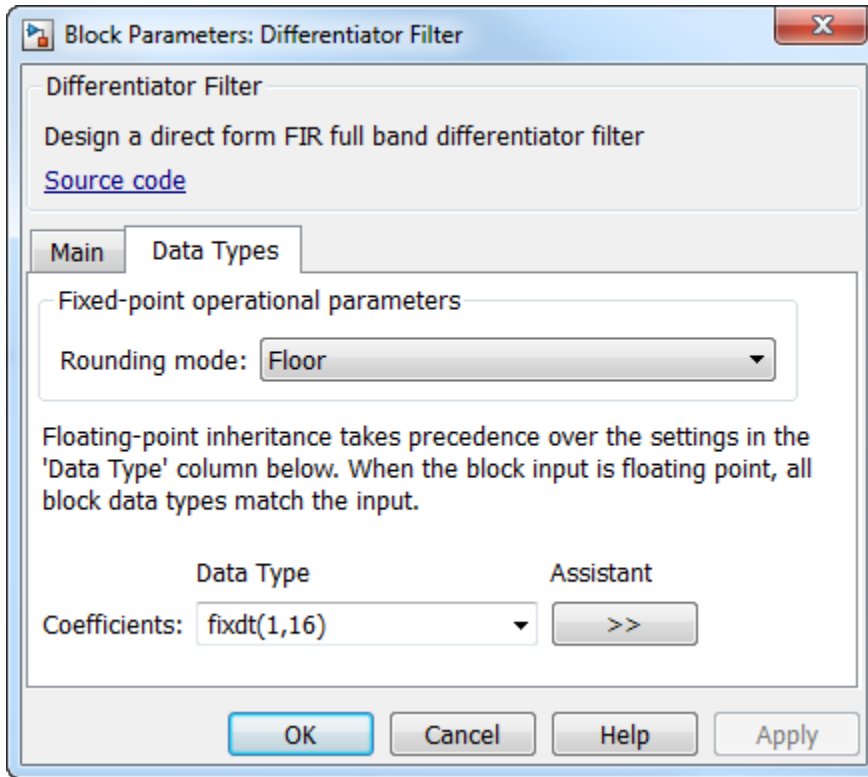 Block Parameters: Differentiator Filter
Differentiator Filter
Design a direct form FIR full band differentiator filter
Source code
Main Data Types
Fixed-point operational parameters
Rounding mode: Floor
Floating-point inheritance takes precedence over the settings in the
'Data Type' column below. When the block input is floating point, all
block data types match the input.
Data Type Assistant
Coefficients: fixdt(1,16) >>
OK Cancel Help Apply